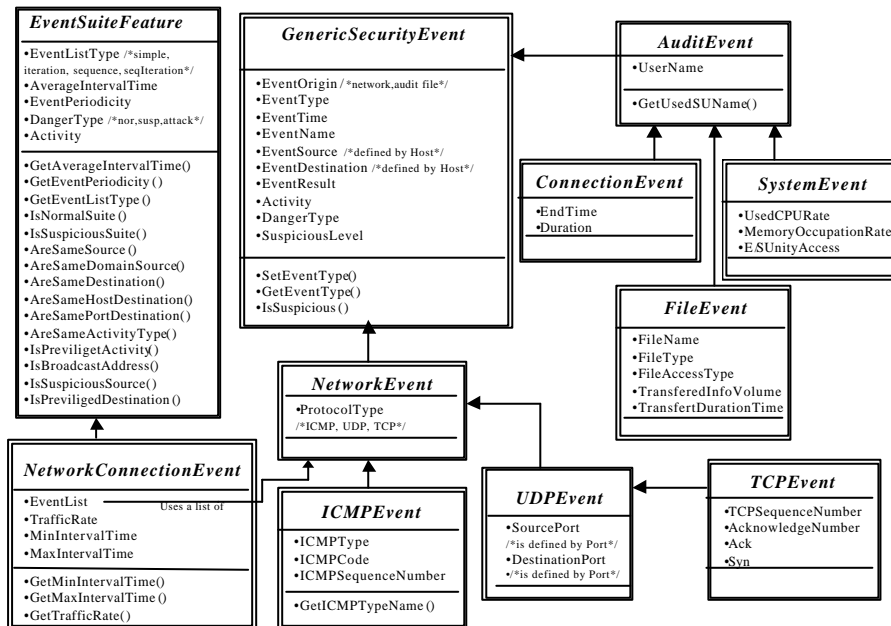 EventSuiteFeature
•EventListType /*simple,
iteration, sequence, seqIteration*/
•AverageIntervalTime
•EventPeriodicity
•DangerType /*nor,susp,attack*/
•Activity
•GetAverageIntervalTime()
•GetEventPeriodicity()
•GetEventListType()
•IsNormalSuite()
•IsSuspiciousSuite()
•AreSameSource()
•AreSameDomainSource()
•AreSameDestination()
•AreSameHostDestination()
•AreSamePortDestination()
•AreSameActivityType()
•IsPreviligetActivity()
•IsBroadcastAddress()
•IsSuspiciousSource()
•IsPreviligedDestination()
GenericSecurityEvent
•EventOrigin/*network,audit file*/
•EventType
•EventTime
•EventName
•EventSource /*defined by Host*/
•EventDestination /*defined by Host*/
•EventResult
•Activity
•DangerType
•SuspiciousLevel
•SetEventType()
•GetEventType()
•IsSuspicious()
AuditEvent
•UserName
•GetUsedSUName()
ConnectionEvent
•EndTime
•Duration
SystemEvent
•UsedCPURate
•MemoryOccupationRate
•E/SUnityAccess
FileEvent
•FileName
•FileType
•FileAccessType
•TransferedInfoVolume
•TransfertDurationTime
NetworkEvent
•ProtocolType
/*ICMP, UDP, TCP*/
NetworkConnectionEvent
•EventList
Uses a list of
•TrafficRate
•MinIntervalTime
•MaxIntervalTime
•GetMinIntervalTime()
•GetMaxIntervalTime()
•GetTrafficRate()
ICMPEvent
•ICMPType
•ICMPCode
•ICMPSequenceNumber
•GetICMPTypeName()
UDPEvent
•SourcePort
/*is defined by Port*/
•DestinationPort
•/*is defined by Port*/
TCPEvent
•TCPSequenceNumber
•AcknowledgeNumber
•Ack
•Syn